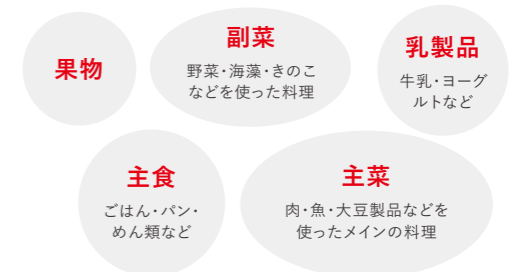 果物
副菜
野菜・海藻・きのこ
などを使った料理
乳製品
牛乳・ヨーグ
ルトなど
主食
ごはん・パン・
めん類など
主菜
肉・魚・大豆製品などを
使ったメインの料理